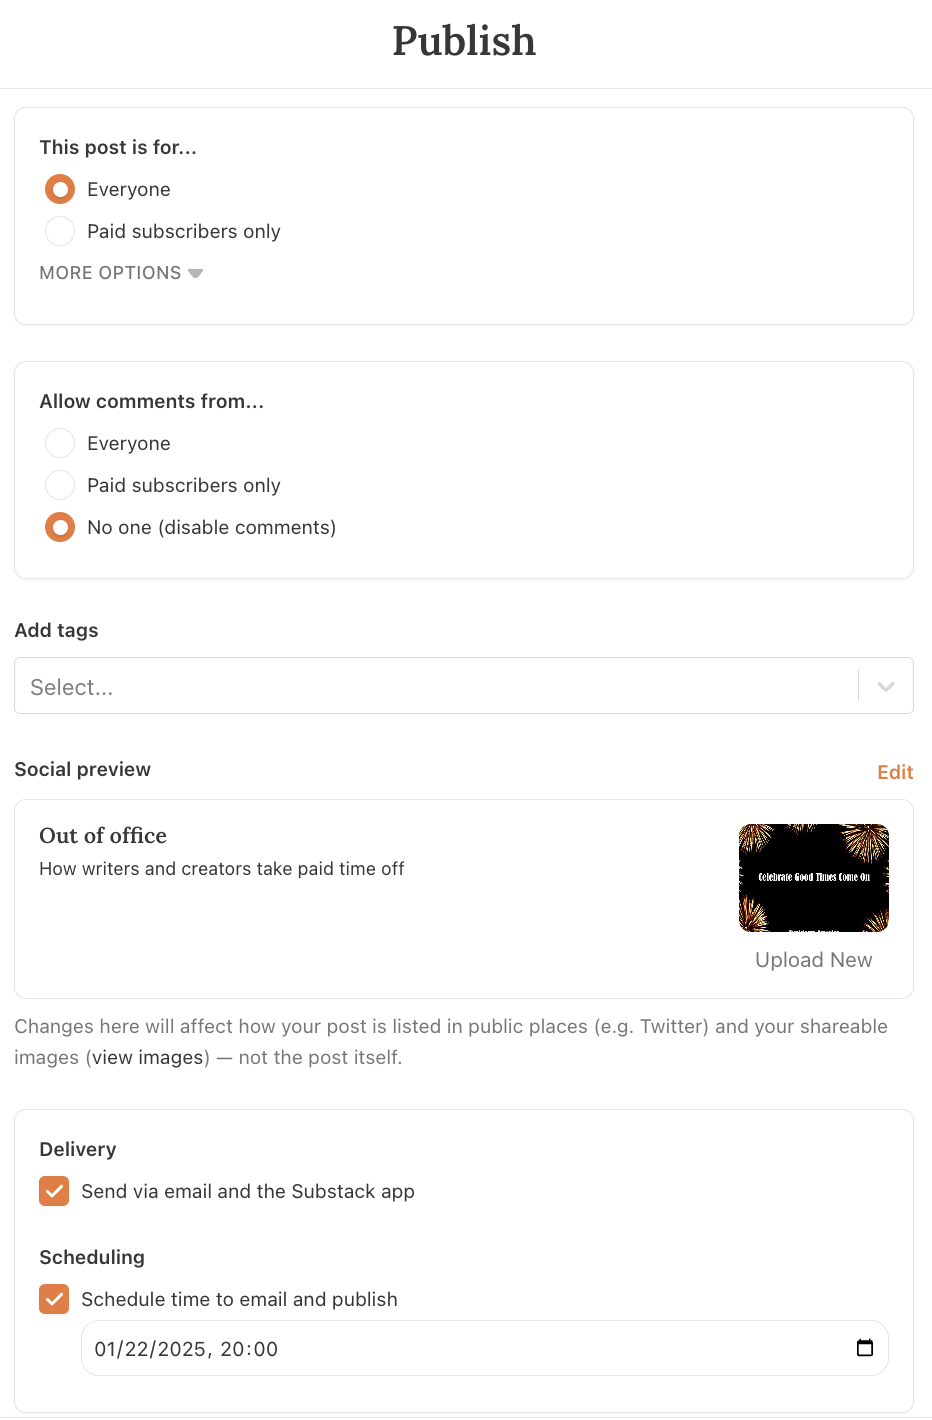 Publish
This post is for...
Everyone
Paid subscribers only
MORE OPTIONS
Allow comments from...
Everyone
Paid subscribers only
No one (disable comments)
Add tags
Select...
Social preview
Edit
Out of office
How writers and creators take paid time off
Celebrate Good Times Come On
Upload New
Changes here will affect how your post is listed in public places (e.g. Twitter) and your shareable
images (view images) — not the post itself.
Delivery
Send via email and the Substack app
Scheduling
Schedule time to email and publish
01/22/2025, 20:00